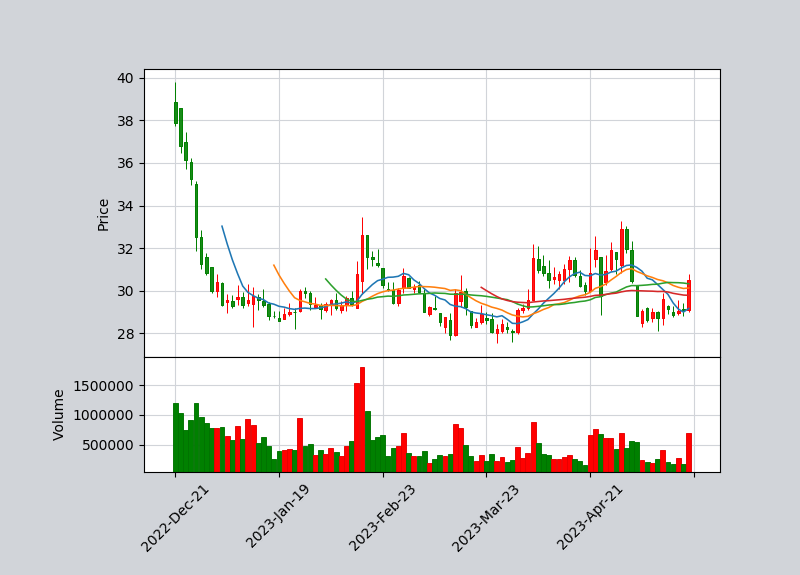 40
38
36
34
32
30
28
Price
1500000
1000000
500000
Volume
2022-Dec-21
2023-Jan-19
2023-Feb-23
2023-Mar-23
2023-Apr-21